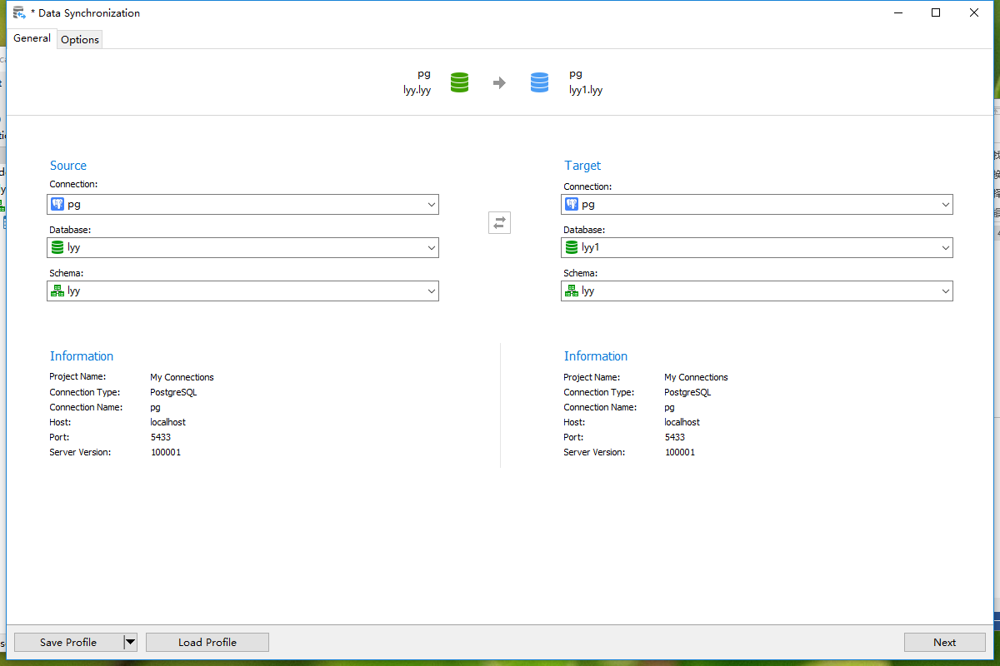 * Data Synchronization
General
Options
pg
lyy.lyy
pg
lyy1.lyy
Source
Connection:
pg
Database:
lyy
Schema:
lyy
Target
Connection:
pg
Database:
lyy1
Schema:
lyy
Information
Project Name: My Connections
Connection Type: PostgreSQL
Connection Name: pg
Host: localhost
Port: 5433
Server Version: 100001
Information
Project Name: My Connections
Connection Type: PostgreSQL
Connection Name: pg
Host: localhost
Port: 5433
Server Version: 100001
Save Profile
Load Profile
Next